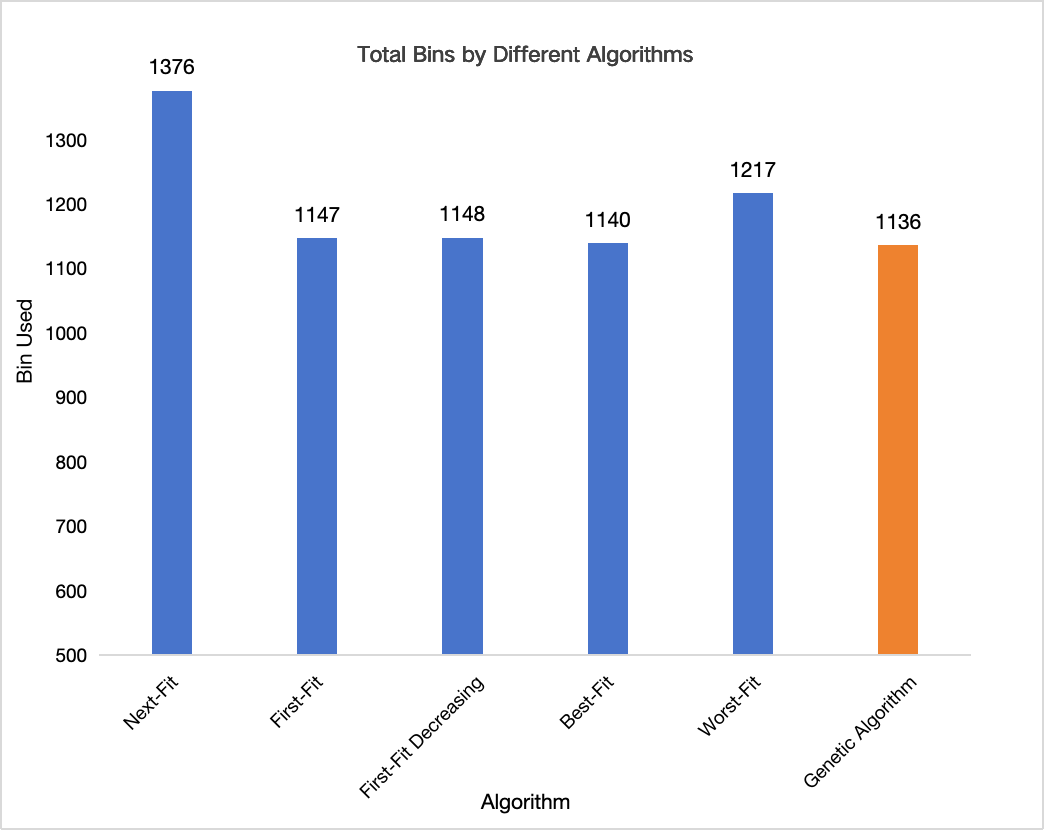 Total Bins by Different Algorithms
1376
1147
1148
1140
1217
1136
1300
1200
1100
1000
900
800
700
600
500
Bin Used
Next-Fit
First-Fit
First-Fit Decreasing
Best-Fit
Worst-Fit
Genetic Algorithm
Algorithm